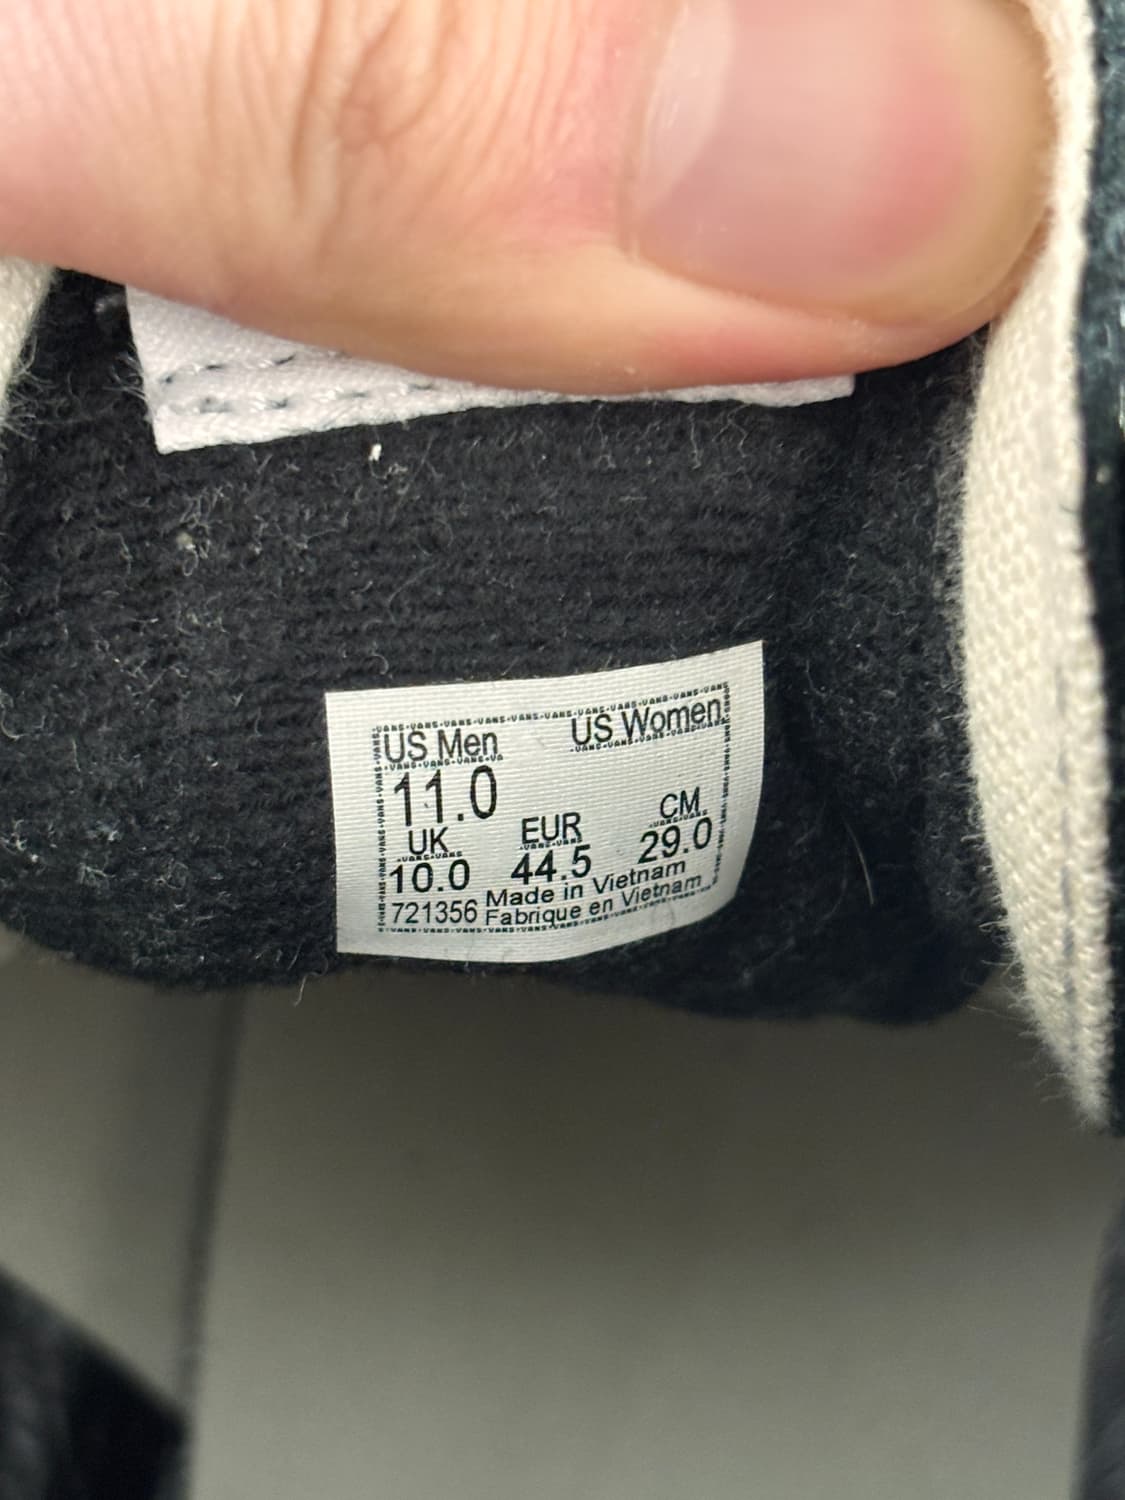 US Men US Women
11.0
UK EUR CM.
10.0 44.5 29.0
721356 Made in Vietnam
Fabrique en Vietnam